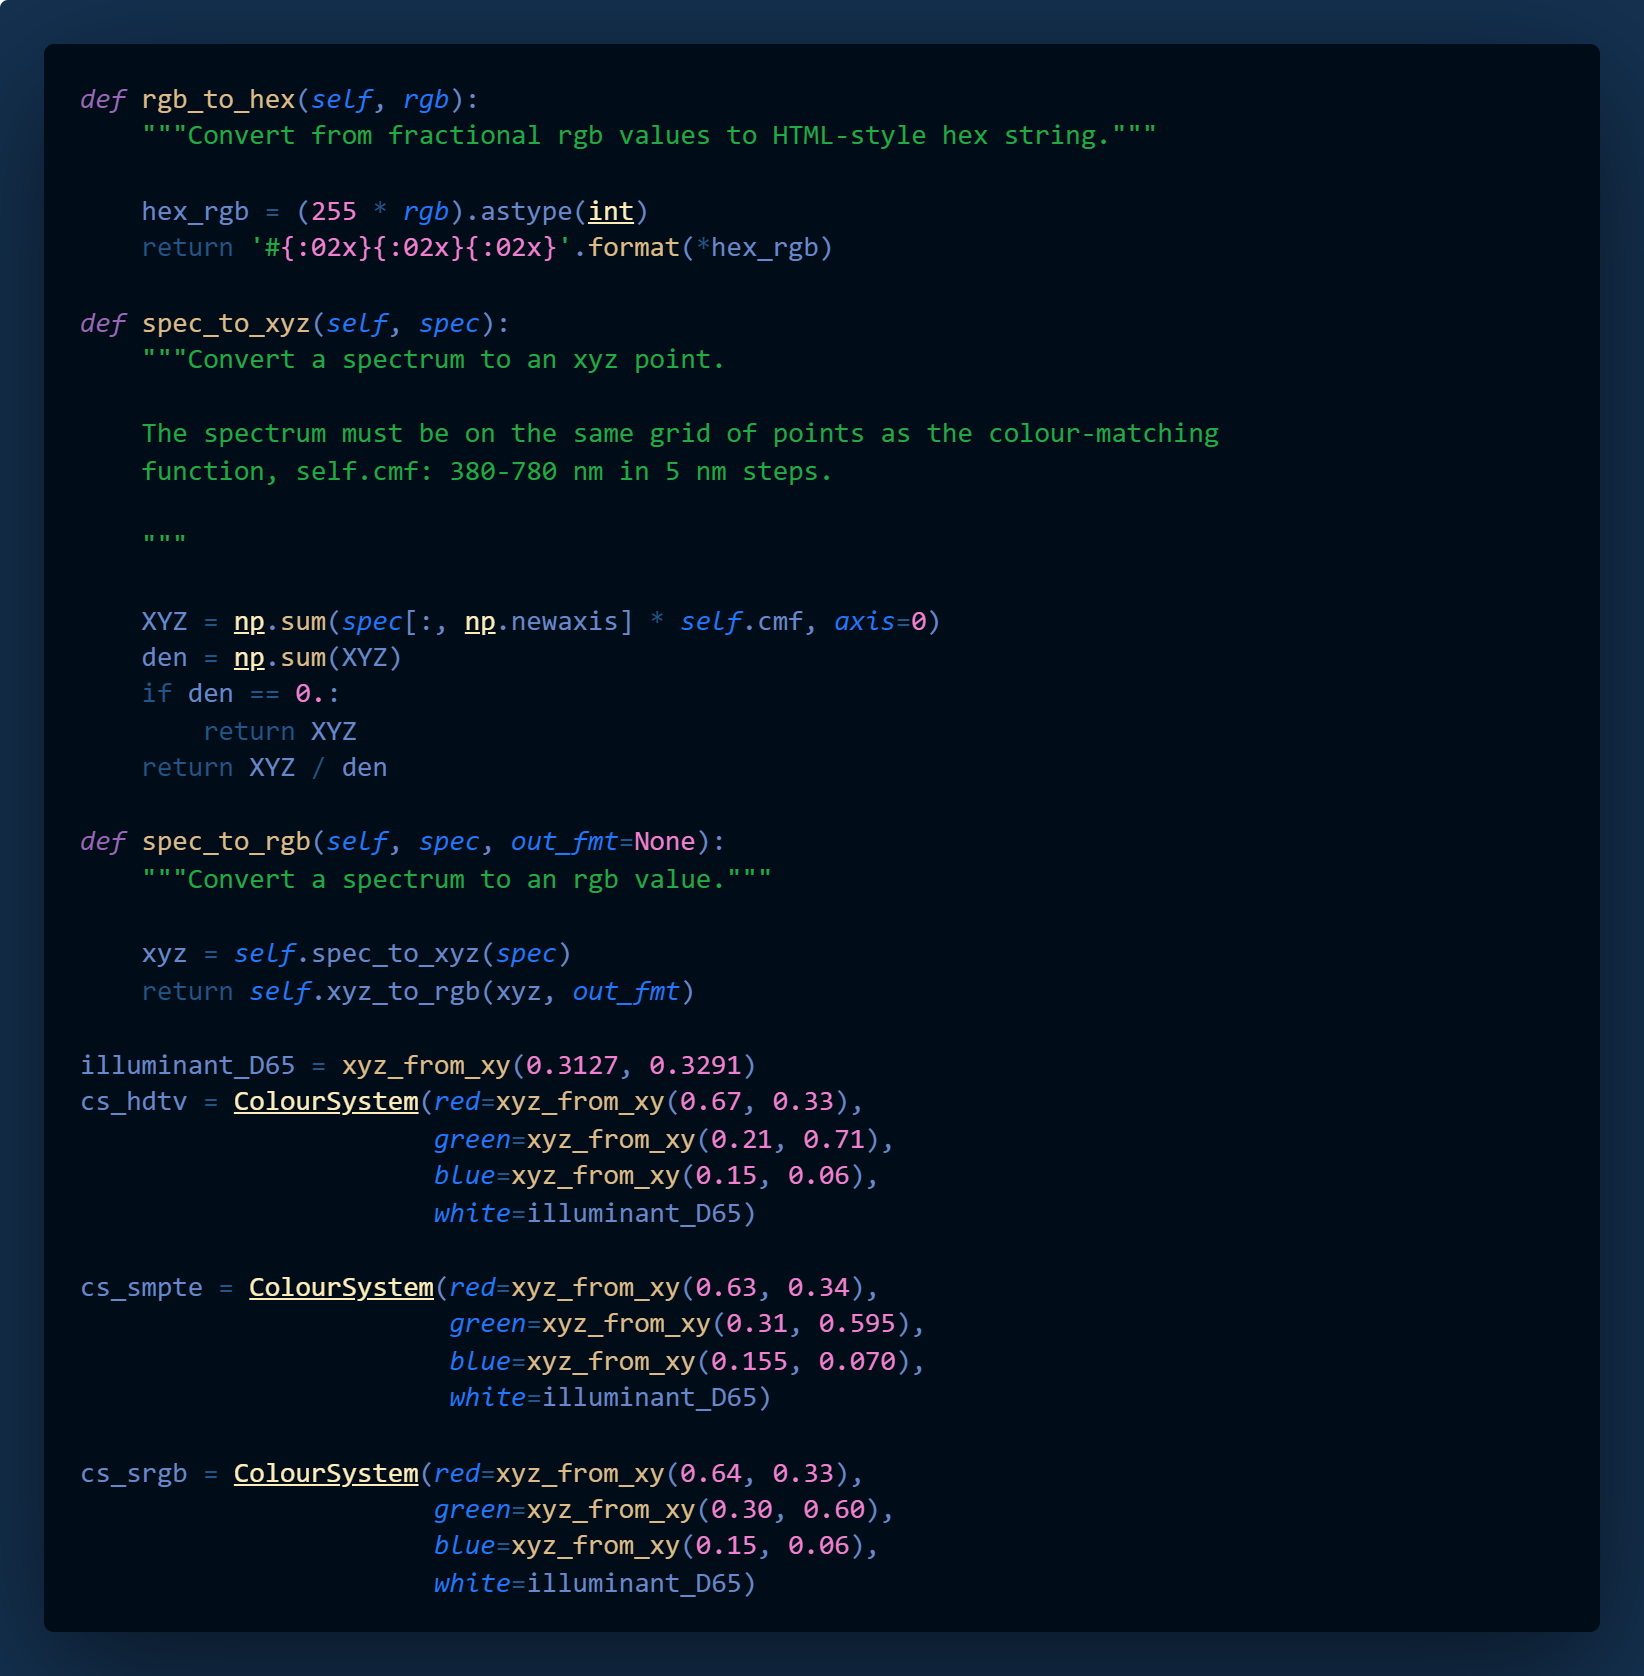 def rgb_to_hex(self, rgb):
    """Convert from fractional rgb values to HTML-style hex string."""

    hex_rgb = (255 * rgb).astype(int)
    return '#{:02x}{:02x}{:02x}'.format(*hex_rgb)

def spec_to_xyz(self, spec):
    """Convert a spectrum to an xyz point.

    The spectrum must be on the same grid of points as the colour-matching
    function, self.cmf: 380-780 nm in 5 nm steps.

    """

    XYZ = np.sum(spec[:, np.newaxis] * self.cmf, axis=0)
    den = np.sum(XYZ)
    if den == 0.:
        return XYZ
    return XYZ / den

def spec_to_rgb(self, spec, out_fmt=None):
    """Convert a spectrum to an rgb value."""

    xyz = self.spec_to_xyz(spec)
    return self.xyz_to_rgb(xyz, out_fmt)

illuminant_D65 = xyz_from_xy(0.3127, 0.3291)
cs_hdtv = ColourSystem(red=xyz_from_xy(0.67, 0.33),
                       green=xyz_from_xy(0.21, 0.71),
                       blue=xyz_from_xy(0.15, 0.06),
                       white=illuminant_D65)

cs_smpte = ColourSystem(red=xyz_from_xy(0.63, 0.34),
                        green=xyz_from_xy(0.31, 0.595),
                        blue=xyz_from_xy(0.155, 0.070),
                        white=illuminant_D65)

cs_srgb = ColourSystem(red=xyz_from_xy(0.64, 0.33),
                       green=xyz_from_xy(0.30, 0.60),
                       blue=xyz_from_xy(0.15, 0.06),
                       white=illuminant_D65)